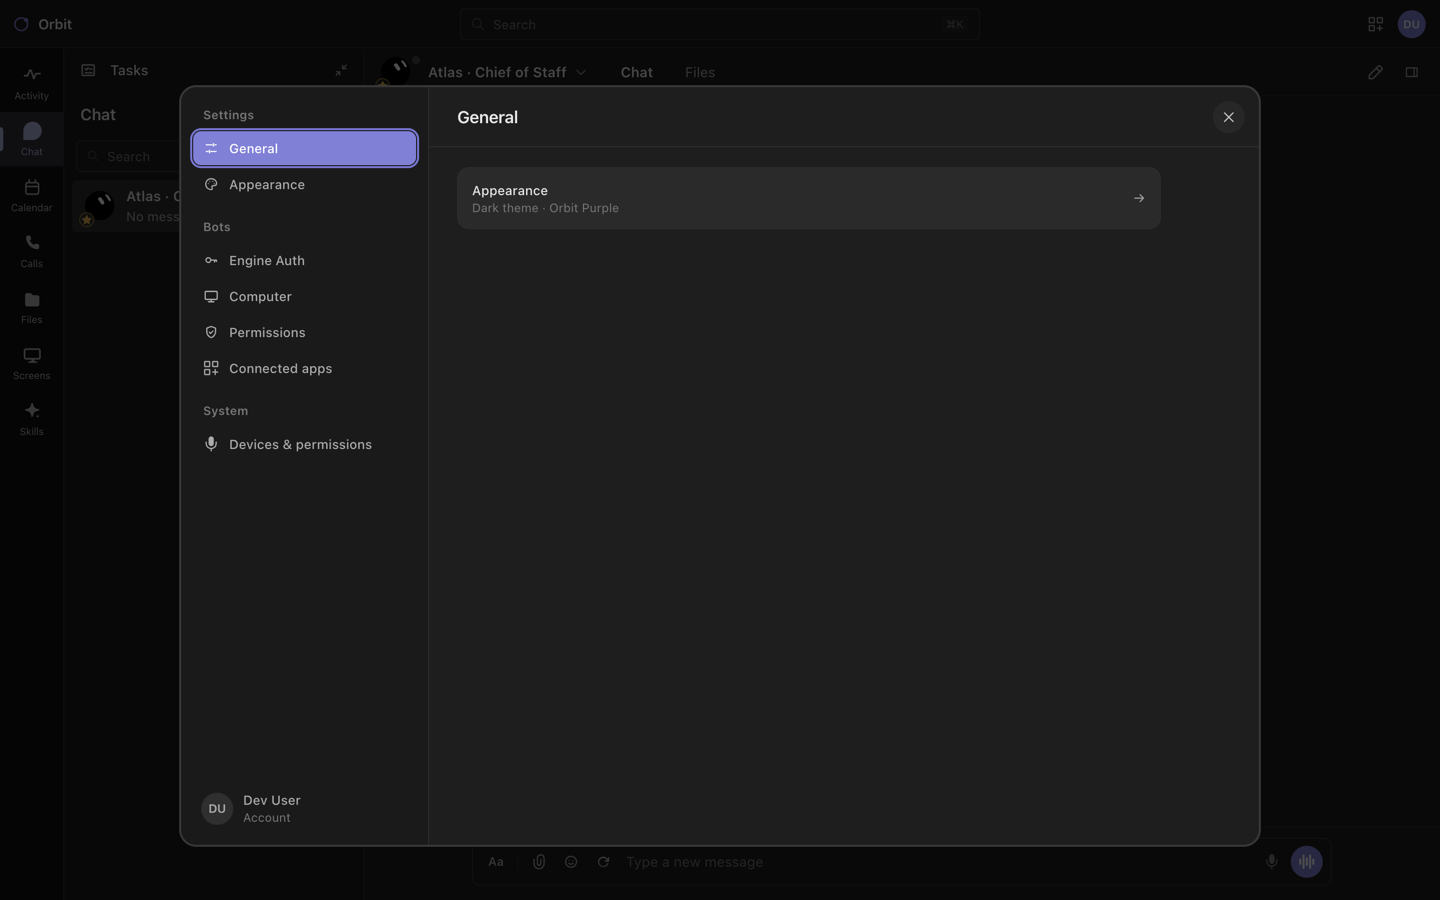 Orbit
Search
⌘K
DU
Activity
Chat
Calendar
Calls
Files
Screens
Skills
Tasks
Chat
Search
Atlas · C
No mess
Atlas · Chief of Staff
Chat
Files
Settings
General
Appearance
Bots
Engine Auth
Computer
Permissions
Connected apps
System
Devices & permissions
DU
Dev User
Account
General
Appearance
Dark theme · Orbit Purple
Aa
Type a new message